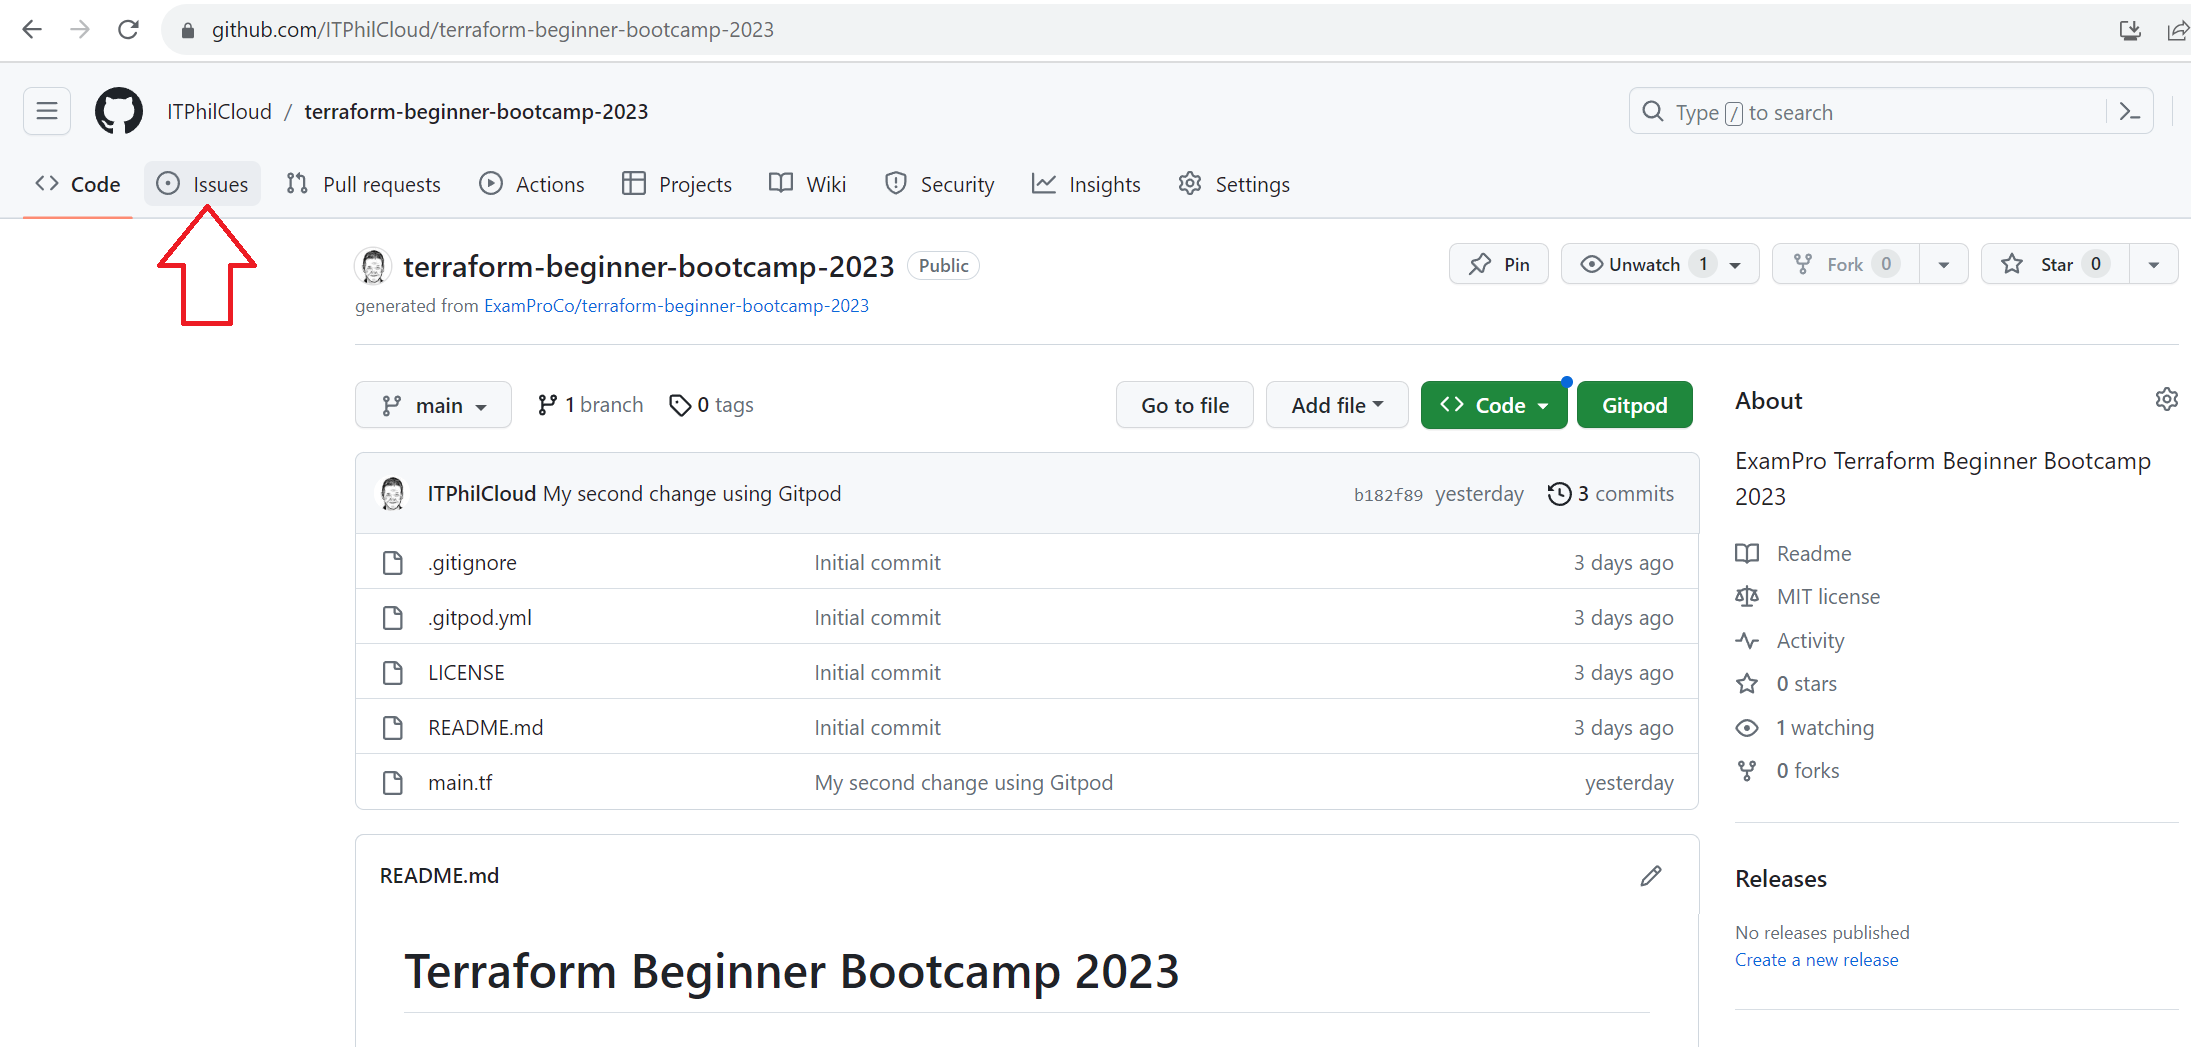 github.com/ITPhilCloud/terraform-beginner-bootcamp-2023
ITPhilCloud / terraform-beginner-bootcamp-2023
Type / to search
Code Issues Pull requests Actions Projects Wiki Security Insights Settings
terraform-beginner-bootcamp-2023 Public
Pin Unwatch 1 Fork 0 Star 0
generated from ExamProCo/terraform-beginner-bootcamp-2023
main 1 branch 0 tags Go to file Add file Code Gitpod
ITPhilCloud My second change using Gitpod b182f89 yesterday 3 commits
.gitignore Initial commit 3 days ago
.gitpod.yml Initial commit 3 days ago
LICENSE Initial commit 3 days ago
README.md Initial commit 3 days ago
main.tf My second change using Gitpod yesterday
README.md
Terraform Beginner Bootcamp 2023
About
ExamPro Terraform Beginner Bootcamp
2023
Readme
MIT license
Activity
0 stars
1 watching
0 forks
Releases
No releases published
Create a new release